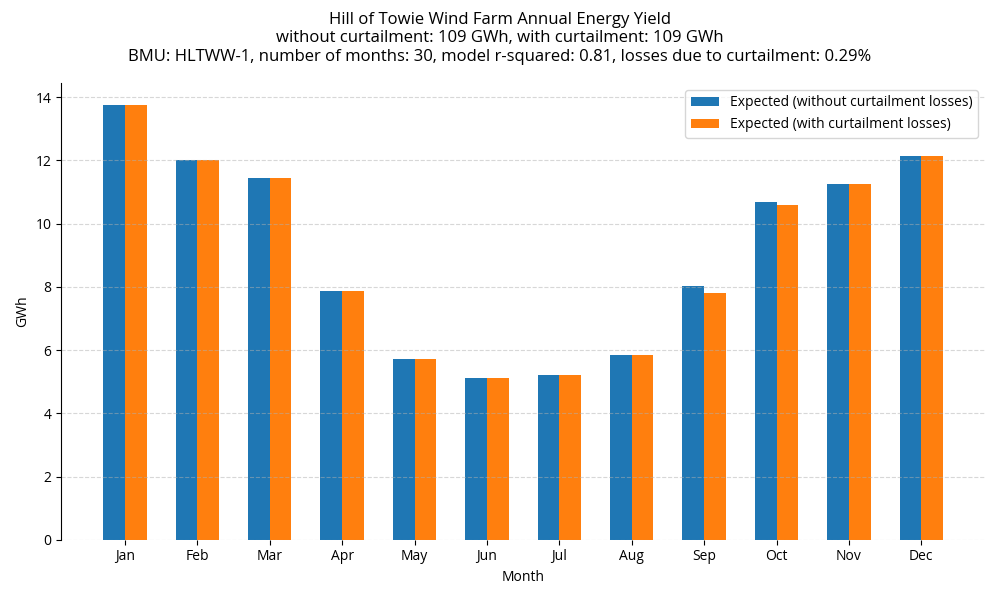 Hill of Towie Wind Farm Annual Energy Yield
without curtailment: 109 GWh, with curtailment: 109 GWh
BMU: HLTWW-1, number of months: 30, model r-squared: 0.81, losses due to curtailment: 0.29%
Expected (without curtailment losses)
Expected (with curtailment losses)
GWh
14
12
10
8
6
4
2
0
Jan Feb Mar Apr May Jun Jul Aug Sep Oct Nov Dec
Month